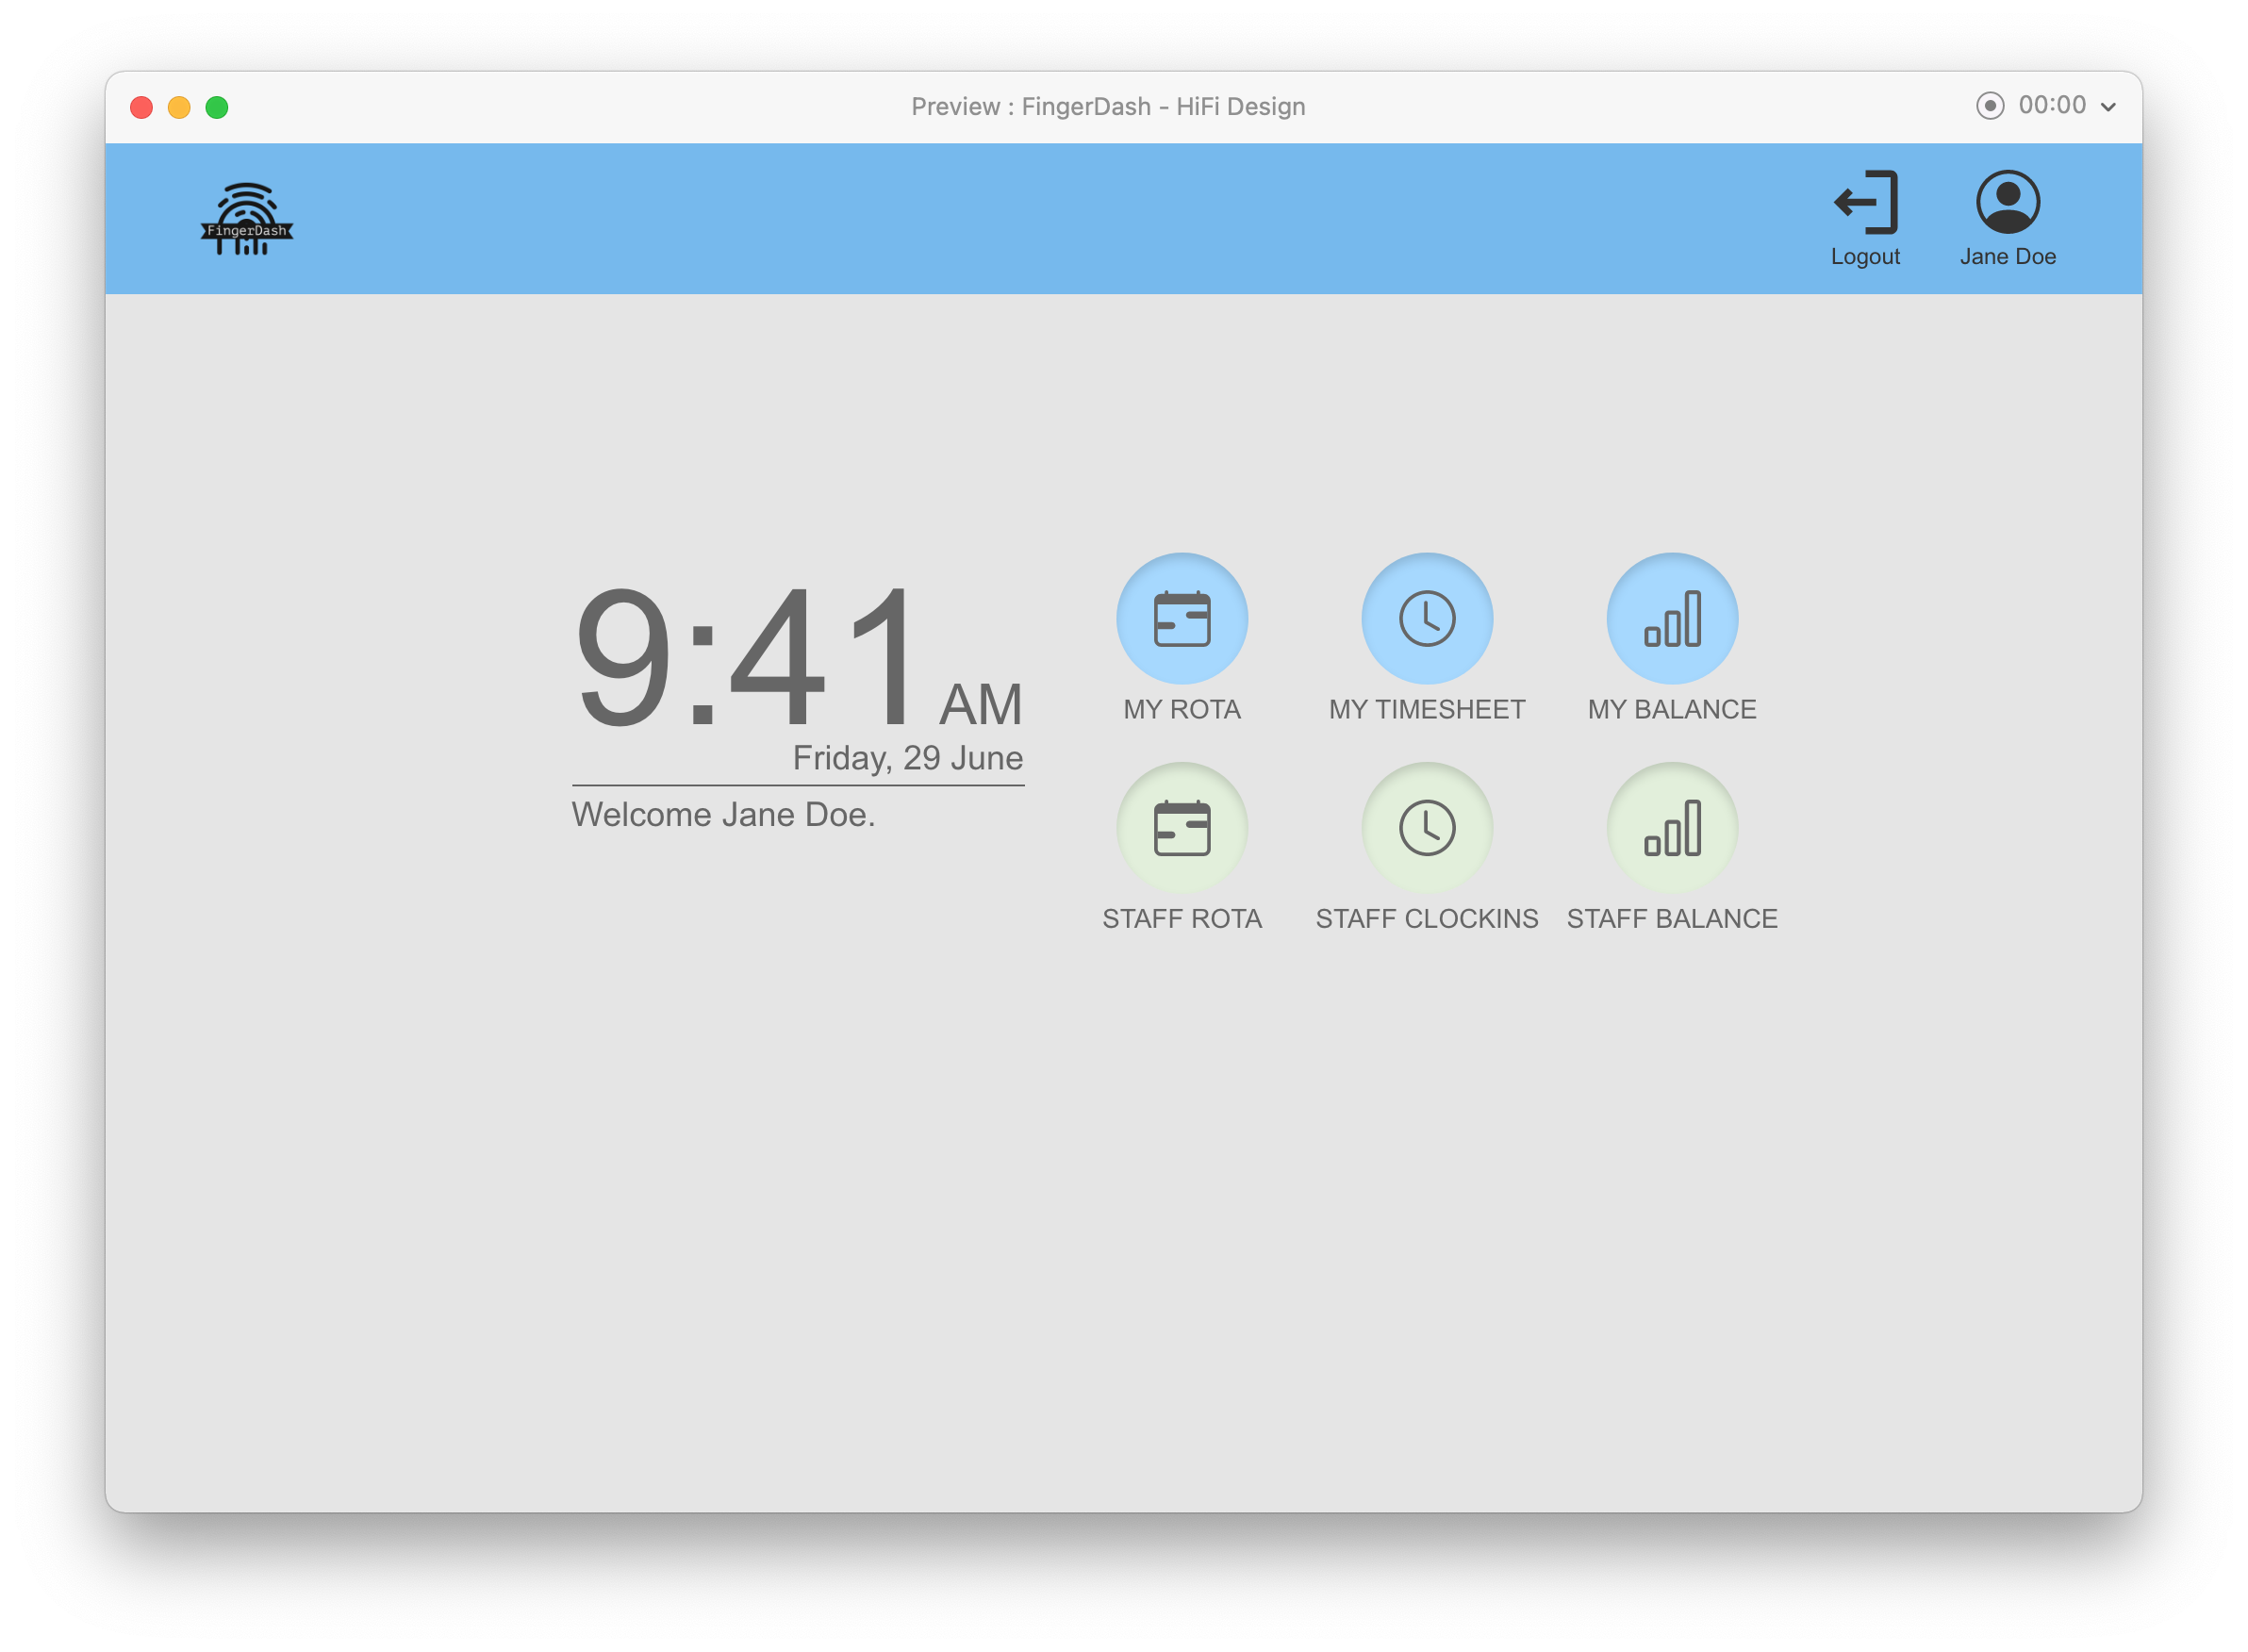 Preview : FingerDash - HiFi Design
00:00
FingerDash
Logout
Jane Doe
9:41 AM
Friday, 29 June
Welcome Jane Doe.
MY ROTA
MY TIMESHEET
MY BALANCE
STAFF ROTA
STAFF CLOCKINS
STAFF BALANCE